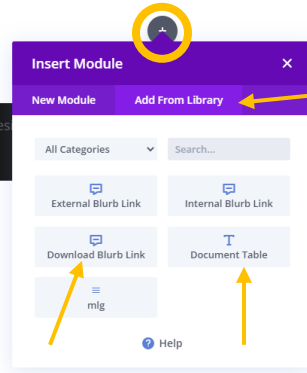 +
Insert Module ×
New Module Add From Library
All Categories Search...
External Blurb Link Internal Blurb Link
Download Blurb Link Document Table
mlg
? Help